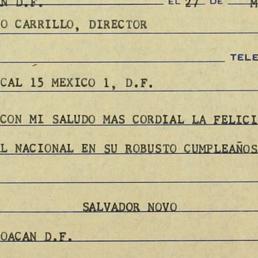 N D.F. EL 27 DE M
O CARRILLO, DIRECTOR
TELE
CAL 15 MEXICO 1, D.F.
CON MI SALUDO MAS CORDIAL LA FELICI
L NACIONAL EN SU ROBUSTO CUMPLEAÑOS
SALVADOR NOVO
OACAN D.F.